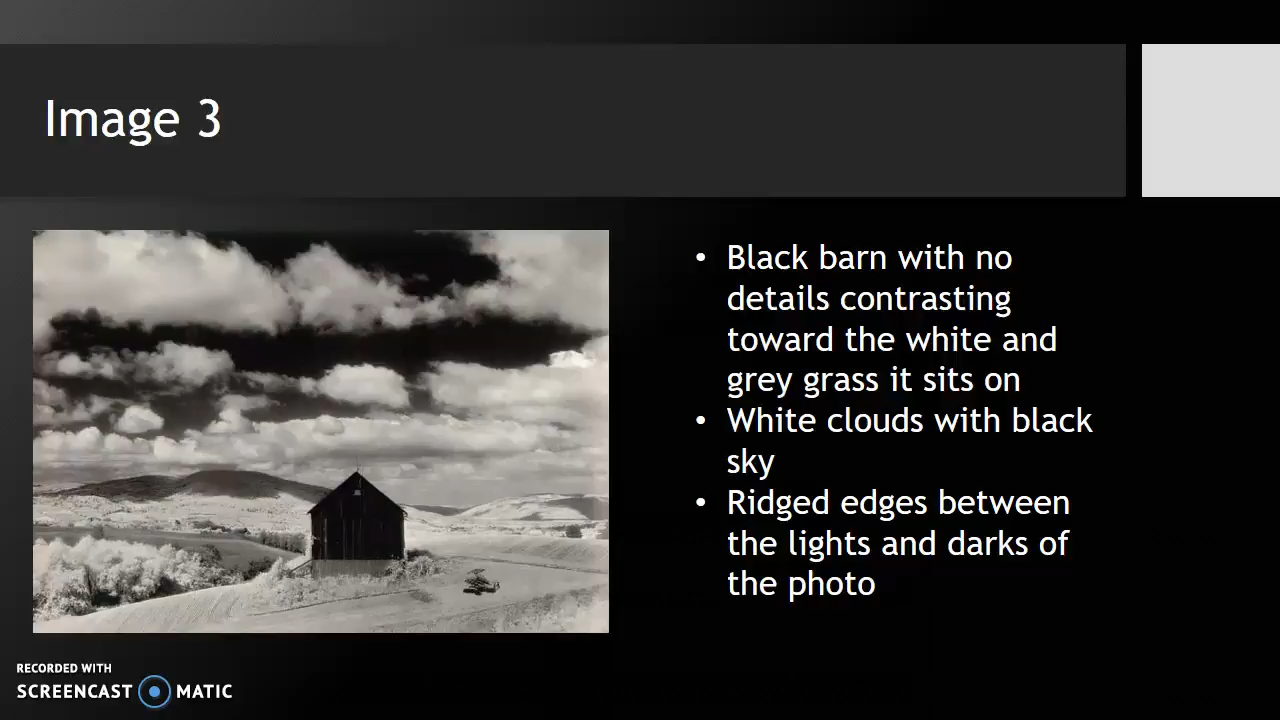 Image 3
• Black barn with no
details contrasting
toward the white and
grey grass it sits on
• White clouds with black
sky
• Ridged edges between
the lights and darks of
the photo
RECORDED WITH
SCREENCAST MATIC